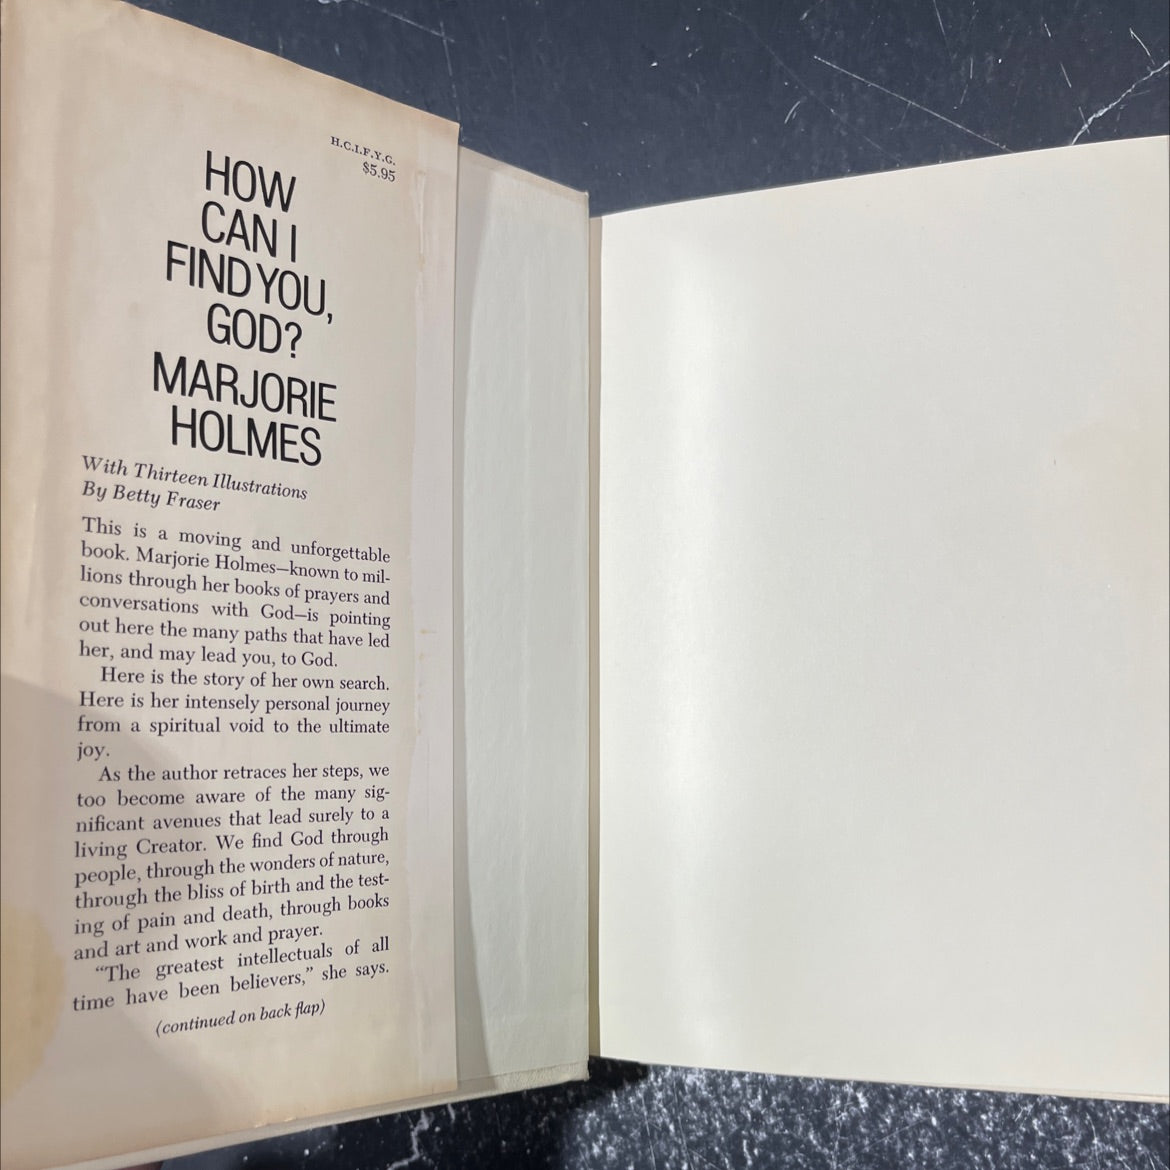 H.C.I.F.Y.G.
$5.95
HOW
CAN I
FIND YOU,
GOD?
MARJORIE
HOLMES
With Thirteen Illustrations
By Betty Fraser
This is a moving and unforgettable
book. Marjorie Holmes—known to mil-
lions through her books of prayers and
conversations with God—is pointing
out here the many paths that have led
her, and may lead you, to God.
Here is the story of her own search.
Here is her intensely personal journey
from a spiritual void to the ultimate
joy.
As the author retraces her steps, we
too become aware of the many sig-
nificant avenues that lead surely to a
living Creator. We find God through
people, through the wonders of nature,
through the bliss of birth and the test-
ing of pain and death, through books
and art and work and prayer.
“The greatest intellectuals of all
time have been believers,” she says.
(continued on back flap)